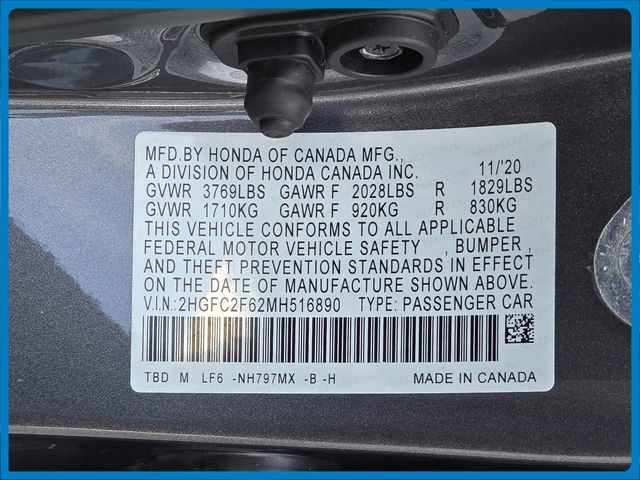 MFD.BY HONDA OF CANADA MFG.,
A DIVISION OF HONDA CANADA INC. 11/'20
GVWR 3769LBS GAWR F 2028LBS R 1829LBS
GVWR 1710KG GAWR F 920KG R 830KG
THIS VEHICLE CONFORMS TO ALL APPLICABLE
FEDERAL MOTOR VEHICLE SAFETY , BUMPER ,
AND THEFT PREVENTION STANDARDS IN EFFECT
ON THE DATE OF MANUFACTURE SHOWN ABOVE.
V.I.N:2HGFC2F62MH516890 TYPE: PASSENGER CAR
TBD M LF6 -NH797MX -B -H MADE IN CANADA